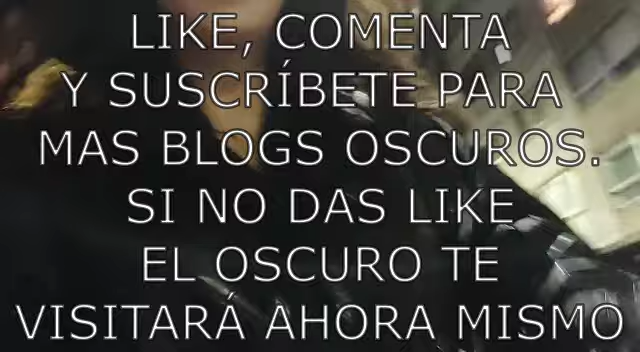 LIKE, COMENTA
Y SUSCRÍBETE PARA
MAS BLOGS OSCUROS.
SI NO DAS LIKE
EL OSCURO TE
VISITARÁ AHORA MISMO